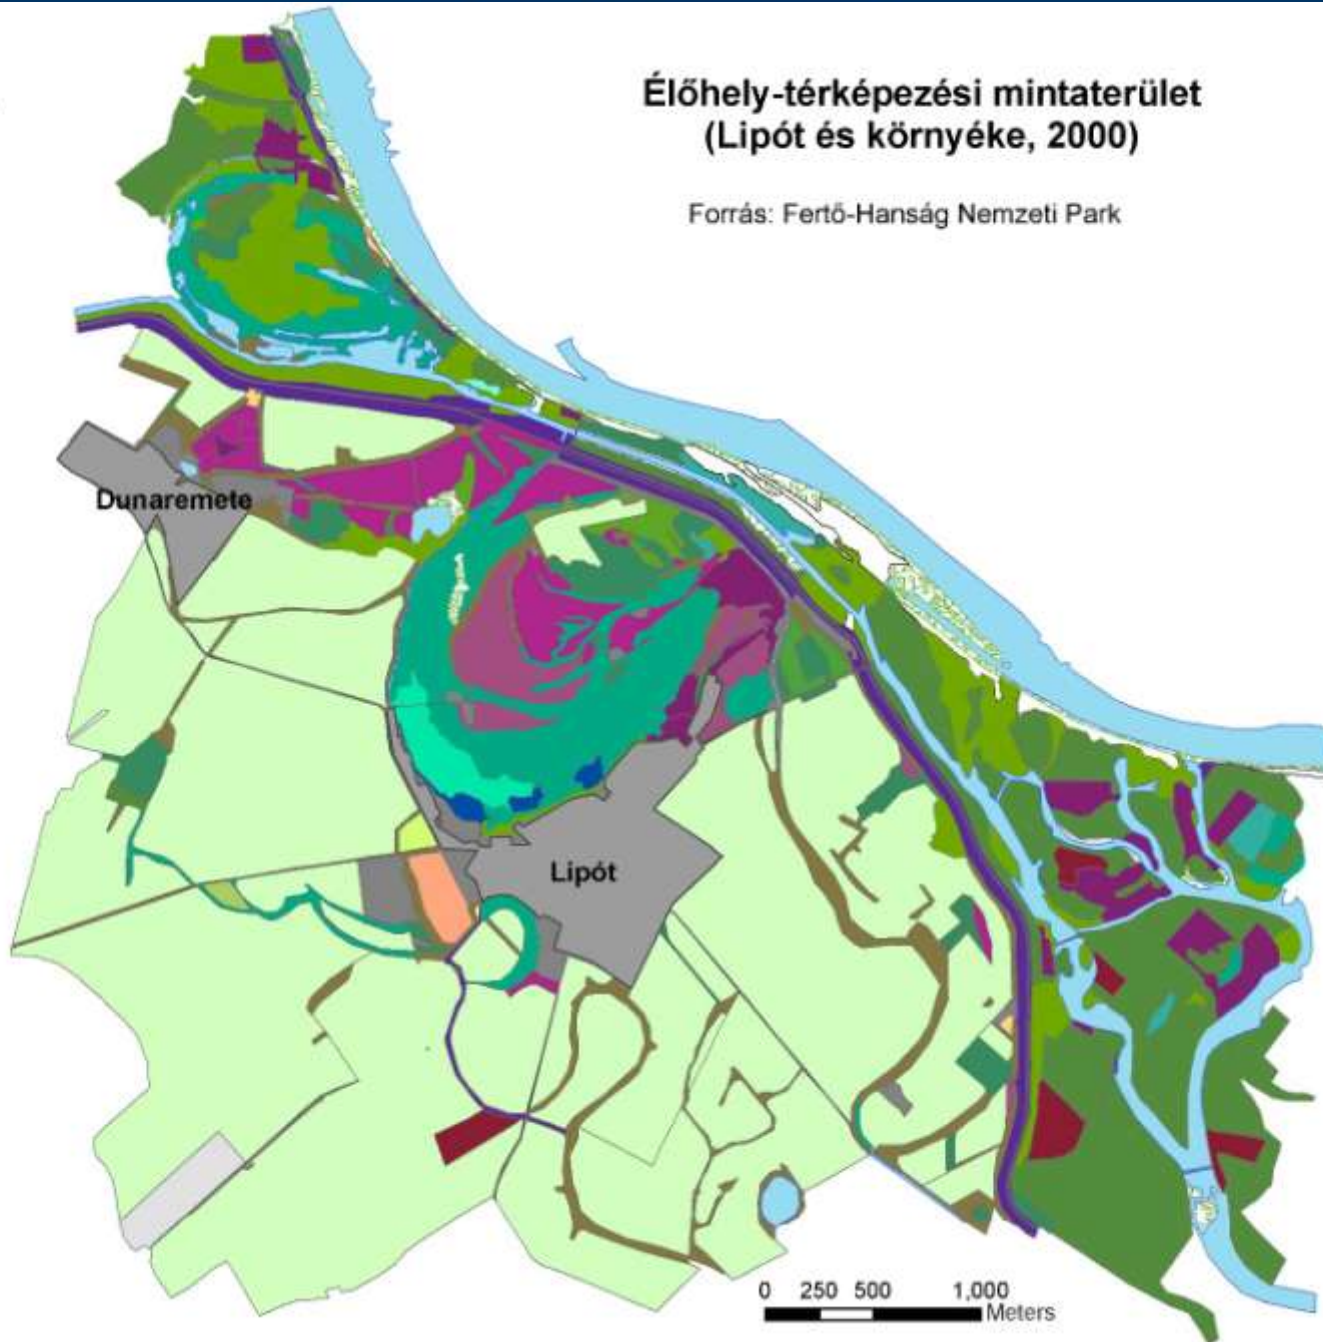 Élőhely-térképezési mintaterület
(Lipót és környéke, 2000)
Forrás: Fertő-Hanság Nemzeti Park
Dunaremete
Lipót
0 250 500 1,000
Meters